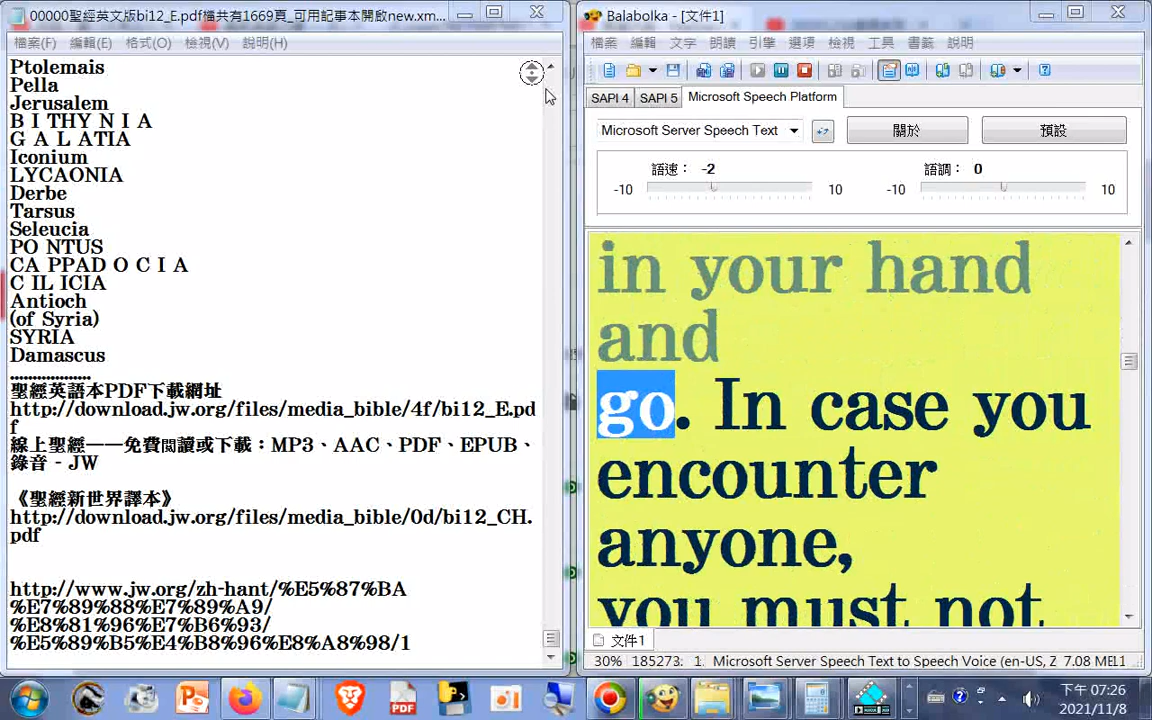 00000聖經英文版bi12_E.pdf檔共有1669頁_可用記事本開啟new.xm...
檔案(F) 編輯(E) 格式(O) 檢視(V) 說明(H)
Ptolemais
Pella
Jerusalem
B I THY N I A
G A L ATIA
Iconium
LYCAONIA
Derbe
Tarsus
Seleucia
PO NTUS
CA PPAD O C I A
C IL ICIA
Antioch
(of Syria)
SYRIA
Damascus
..................
聖經英語本PDF下載網址
http://download.jw.org/files/media_bible/4f/bi12_E.pd
f
線上聖經——免費閱讀或下載：MP3、AAC、PDF、EPUB、
錄音 - JW
《聖經新世界譯本》
http://download.jw.org/files/media_bible/0d/bi12_CH.
pdf
http://www.jw.org/zh-hant/%E5%87%BA
%E7%89%88%E7%89%A9/
%E8%81%96%E7%B6%93/
%E5%89%B5%E4%B8%96%E8%A8%98/1
Balabolka - [文件1]
檔案 編輯 文字 朗讀 引擎 選項 檢視 工具 書籤 說明
SAPI 4 SAPI 5 Microsoft Speech Platform
Microsoft Server Speech Text 關於 預設
語速： -2 語調： 0
-10 10 -10 10
in your hand
and
go. In case you
encounter
anyone,
you must not
文件1
30% 185273: 1. Microsoft Server Speech Text to Speech Voice (en-US, Z 7.08 ME11
PDF
下午 07:26
2021/11/8